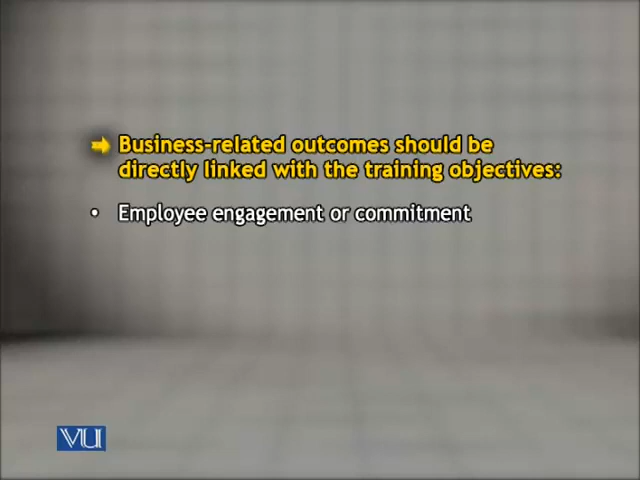 Business-related outcomes should be
directly linked with the training objectives:
• Employee engagement or commitment
VU